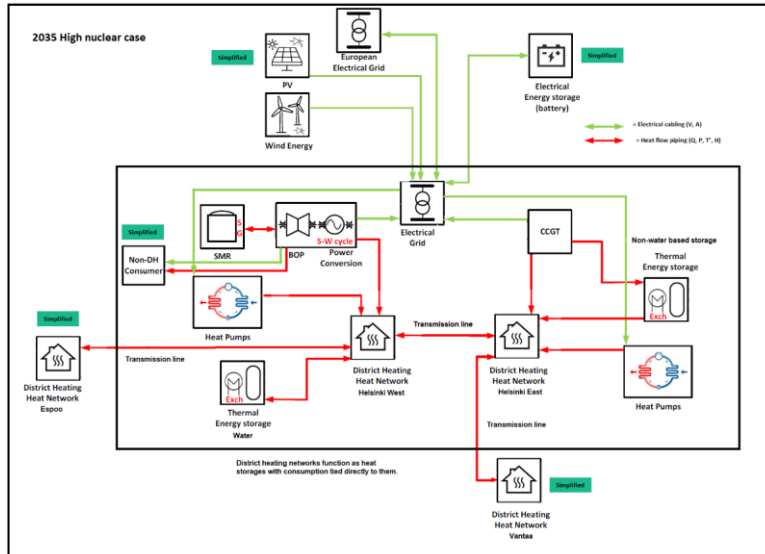 2035 High nuclear case
Simplified
PV
European
Electrical Grid
Simplified
Electrical
Energy storage
(battery)
Wind Energy
= Electrical cabling (V, A)
= Heat flow piping (Q, P, T', H)
Simplified
Non-DH
Consumer
S
G
SMR
S-W cycle
BOP
Power
Conversion
Electrical
Grid
CCGT
Non-water based storage
Thermal
Energy storage
Exch
Heat Pumps
Simplified
District Heating
Heat Network
Espoo
Transmission line
Exch
Thermal
Energy storage
Water
District Heating
Heat Network
Helsinki West
Transmission line
District Heating
Heat Network
Helsinki East
Heat Pumps
Transmission line
District heating networks function as heat
storages with consumption tied directly to them.
Simplified
District Heating
Heat Network
Vantaa